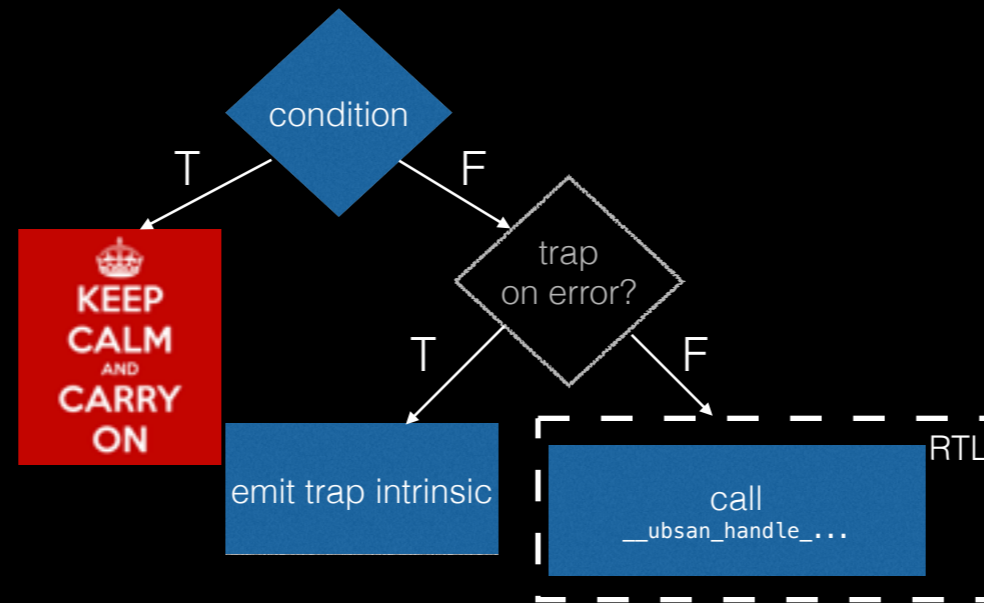 condition
T
F
KEEP
CALM
AND
CARRY
ON
trap
on error?
T
F
emit trap intrinsic
RTL
call
__ubsan_handle_...